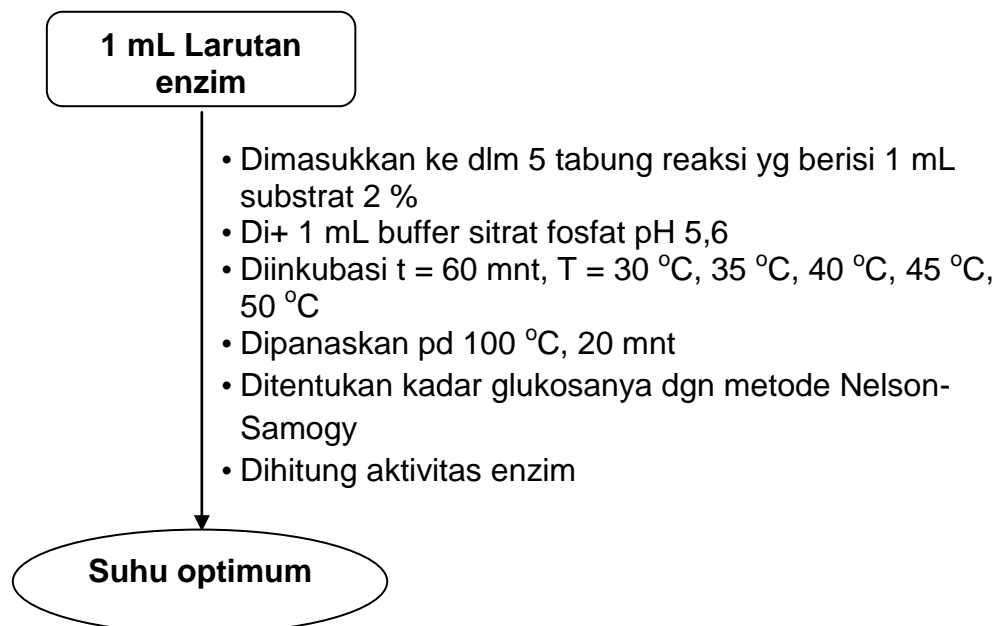 1 mL Larutan
enzim
• Dimasukkan ke dlm 5 tabung reaksi yg berisi 1 mL
substrat 2 %
• Di+ 1 mL buffer sitrat fosfat pH 5,6
• Diinkubasi t = 60 mnt, T = 30 °C, 35 °C, 40 °C, 45 °C,
50 °C
• Dipanaskan pd 100 °C, 20 mnt
• Ditentukan kadar glukosanya dgn metode Nelson-
Samogy
• Dihitung aktivitas enzim
Suhu optimum